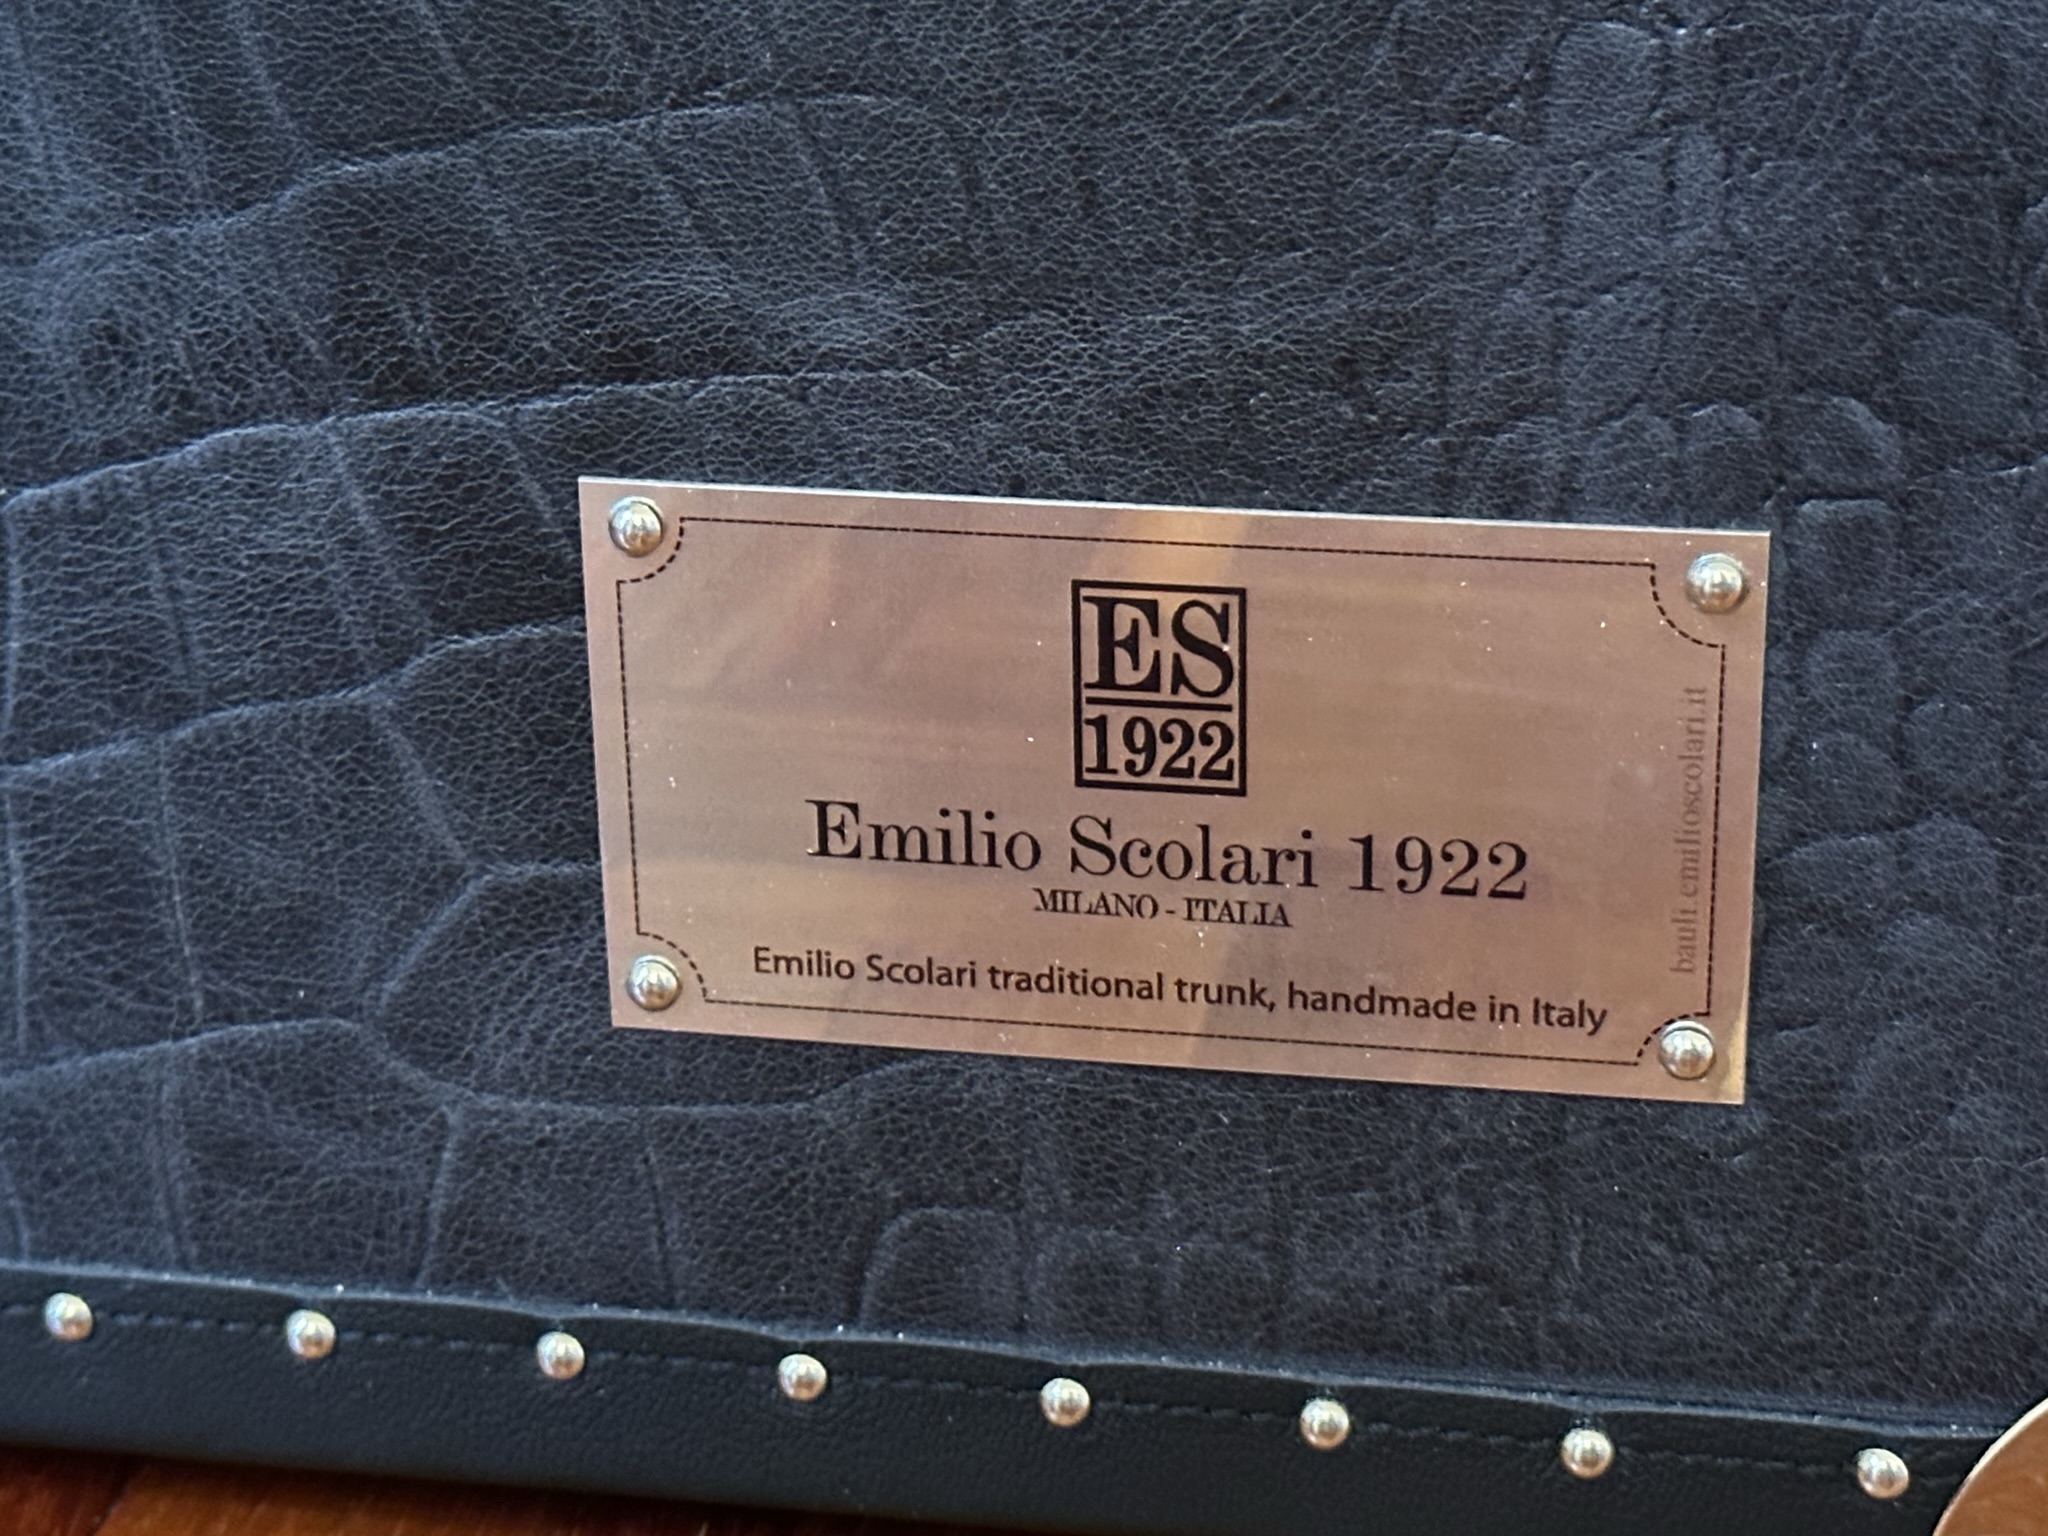 ES
1922
Emilio Scolari 1922
MILANO - ITALIA
Emilio Scolari traditional trunk, handmade in Italy
bauli.emilioscolari.it